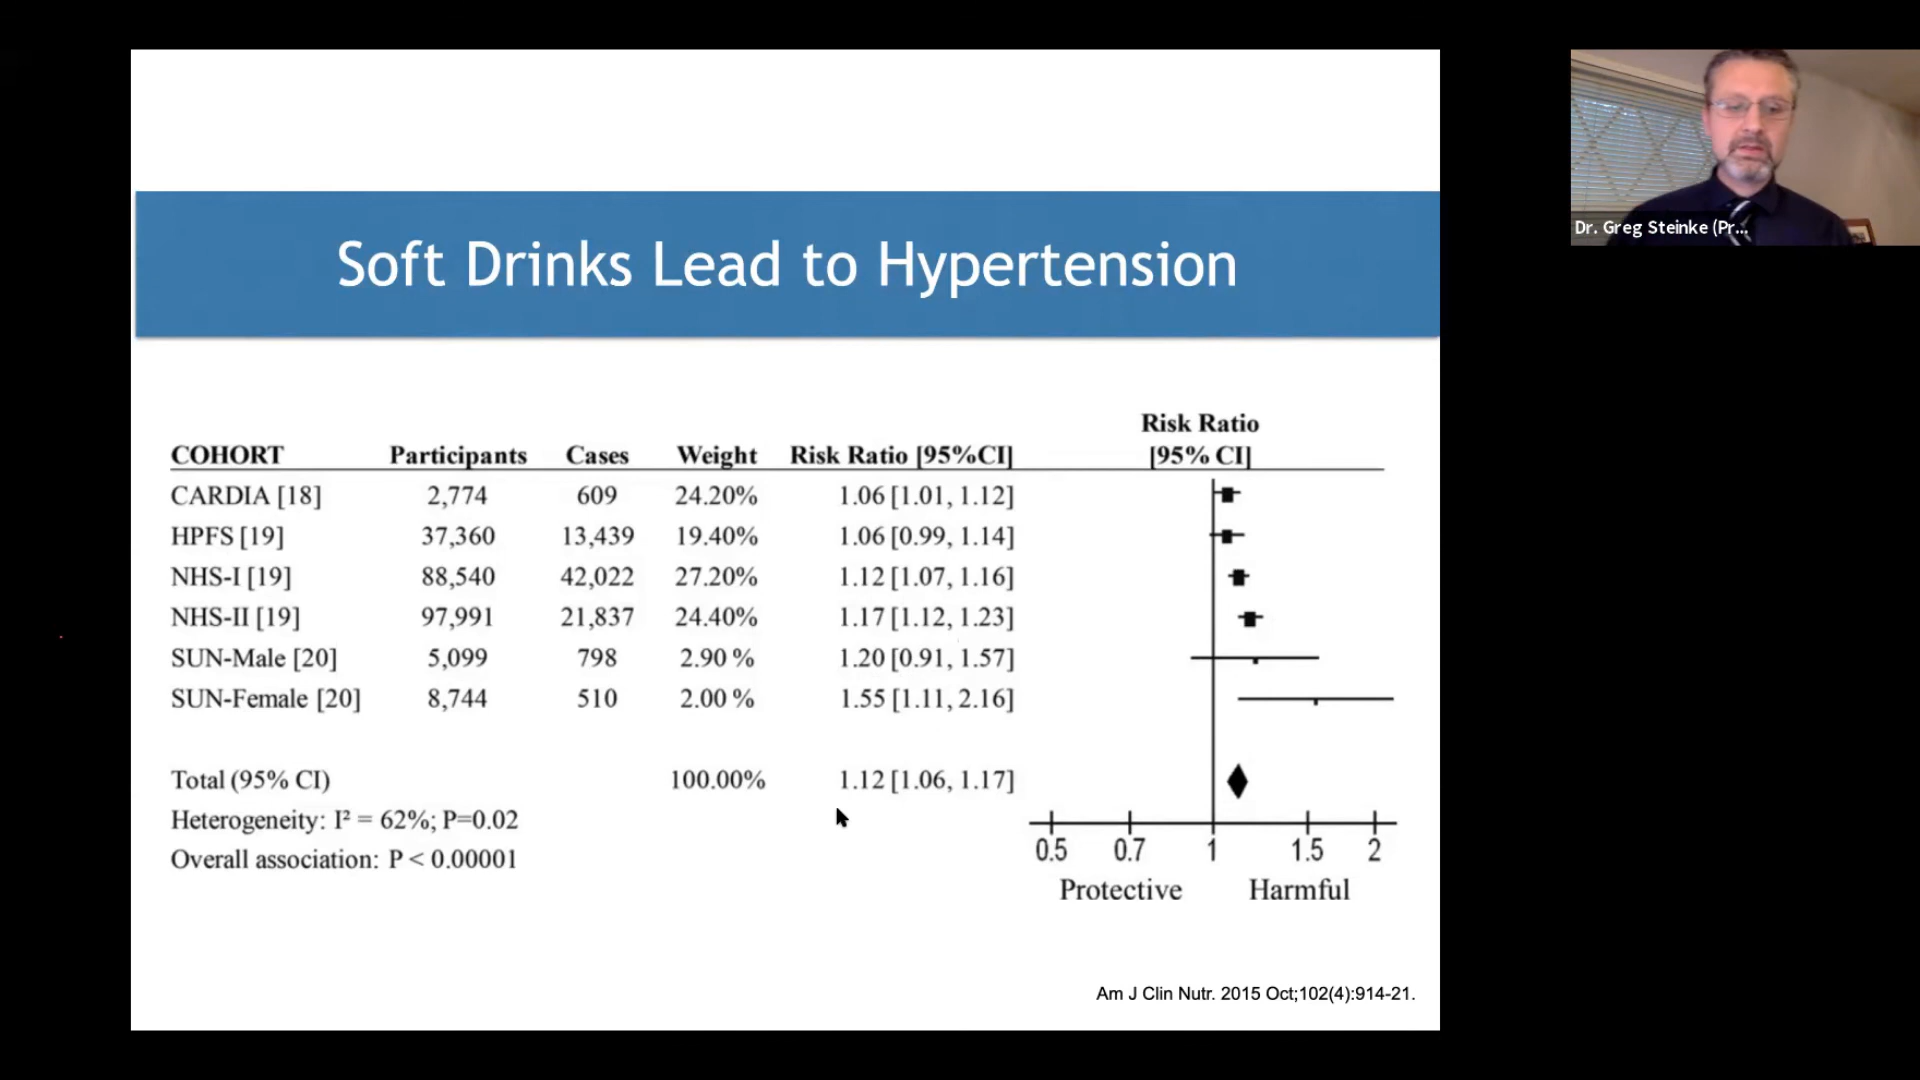 Soft Drinks Lead to Hypertension
Risk Ratio
COHORT Participants Cases Weight Risk Ratio [95%CI] [95% CI]
CARDIA [18] 2,774 609 24.20% 1.06 [1.01, 1.12]
HPFS [19] 37,360 13,439 19.40% 1.06 [0.99, 1.14]
NHS-I [19] 88,540 42,022 27.20% 1.12 [1.07, 1.16]
NHS-II [19] 97,991 21,837 24.40% 1.17 [1.12, 1.23]
SUN-Male [20] 5,099 798 2.90 % 1.20 [0.91, 1.57]
SUN-Female [20] 8,744 510 2.00 % 1.55 [1.11, 2.16]
Total (95% CI) 100.00% 1.12 [1.06, 1.17]
Heterogeneity: I² = 62%; P=0.02
Overall association: P < 0.00001
0.5 0.7 1 1.5 2
Protective Harmful
Am J Clin Nutr. 2015 Oct;102(4):914-21.
Dr. Greg Steinke (Pr...